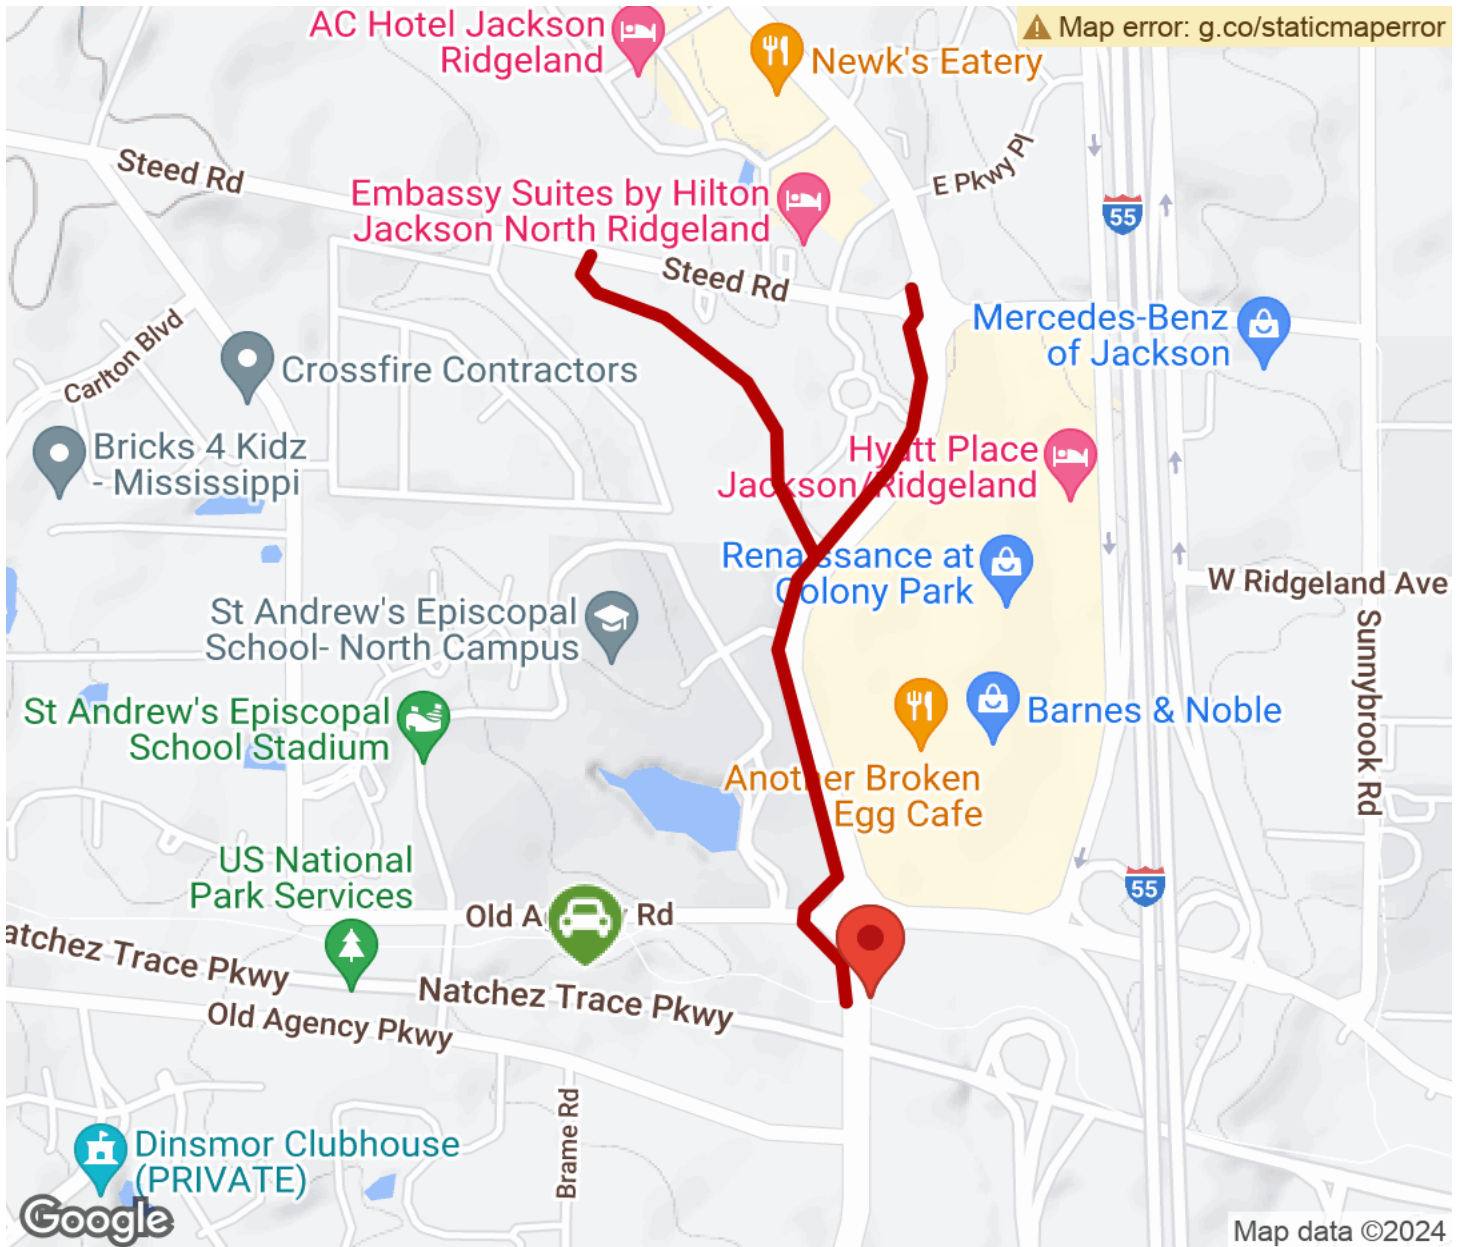 AC Hotel Jackson
Ridgeland
Map error: g.co/staticmaperror
Newk's Eatery
Steed Rd
E Pkwy Pl
Embassy Suites by Hilton
Jackson North Ridgeland
55
Steed Rd
Mercedes-Benz
of Jackson
Carlton Blvd
Crossfire Contractors
Bricks 4 Kidz
- Mississippi
Hyatt Place
Jackson/Ridgeland
Renaissance at
Colony Park
W Ridgeland Ave
St Andrew's Episcopal
School- North Campus
Sunnybrook Rd
St Andrew's Episcopal
School Stadium
Barnes & Noble
Another Broken
Egg Cafe
US National
Park Services
55
Old A y Rd
atchez Trace Pkwy
Natchez Trace Pkwy
Old Agency Pkwy
Brame Rd
Dinsmor Clubhouse
(PRIVATE)
Google
Map data ©2024